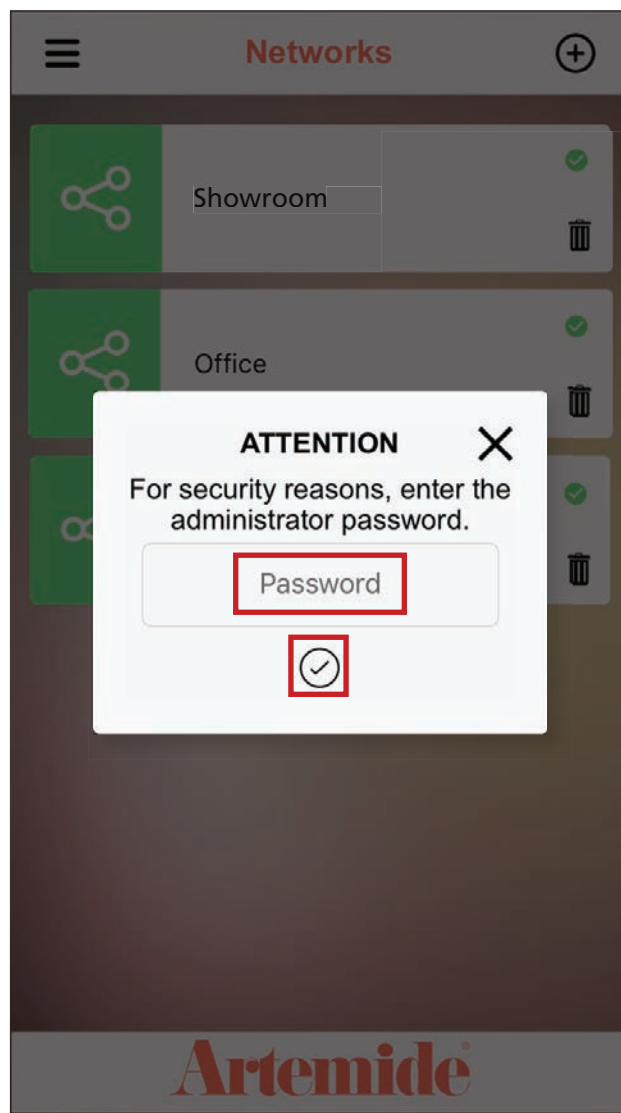 Networks
Showroom
Office
ATTENTION
For security reasons, enter the
administrator password.
Password
Artemide